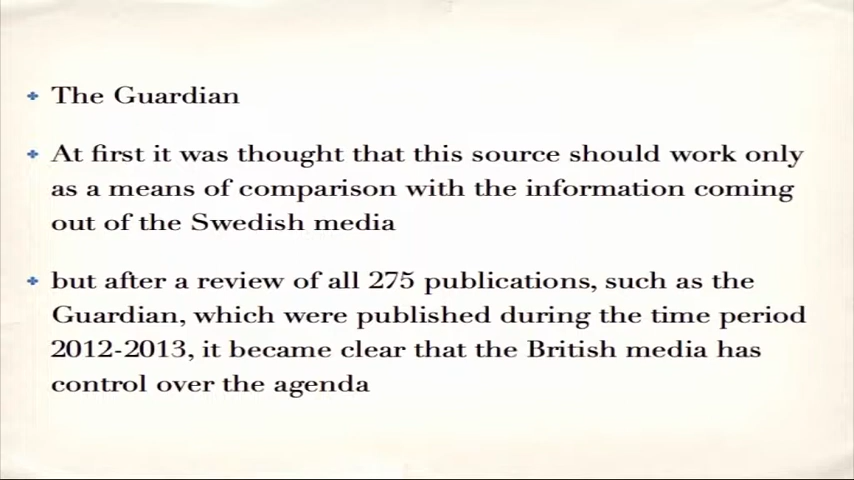 The Guardian
At first it was thought that this source should work only
as a means of comparison with the information coming
out of the Swedish media
but after a review of all 275 publications, such as the
Guardian, which were published during the time period
2012-2013, it became clear that the British media has
control over the agenda